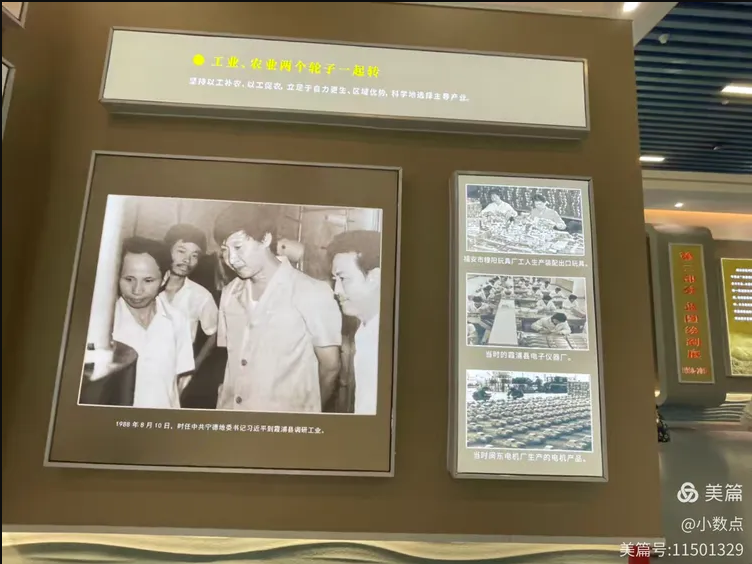 工业、农业两个轮子一起转
坚持以工补农、以工促农,立足于自力更生、区域优势,科学地选择主导产业。
1988年8月10日,时任中共宁德地委书记习近平到霞浦县调研工业。
福安市穆阳玩具厂工人生产装配出口玩具。
当时的霞浦县电子仪器厂。
当时闽东电机厂生产的电机产品。
美篇
@小数点
美篇号:11501329